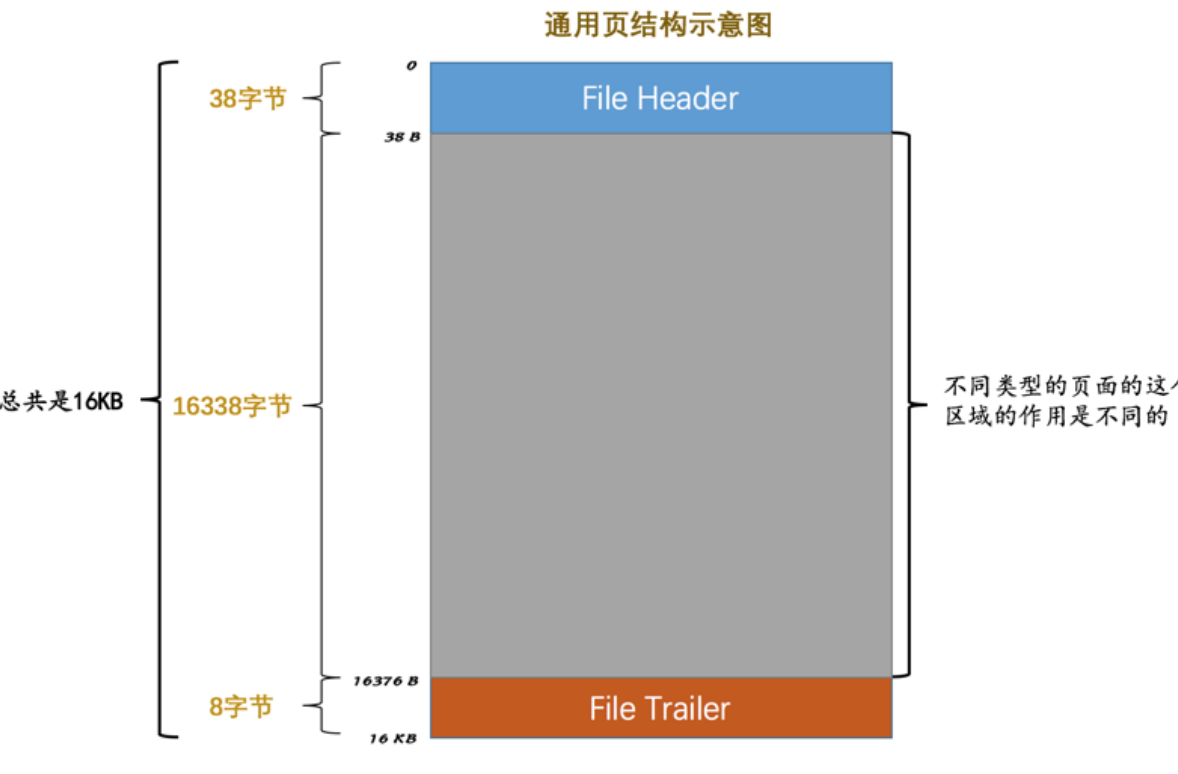 通用页结构示意图
0
38字节
File Header
38 B
总共是16KB
16338字节
不同类型的页面的这
区域的作用是不同的
16376 B
8字节
File Trailer
16 KB